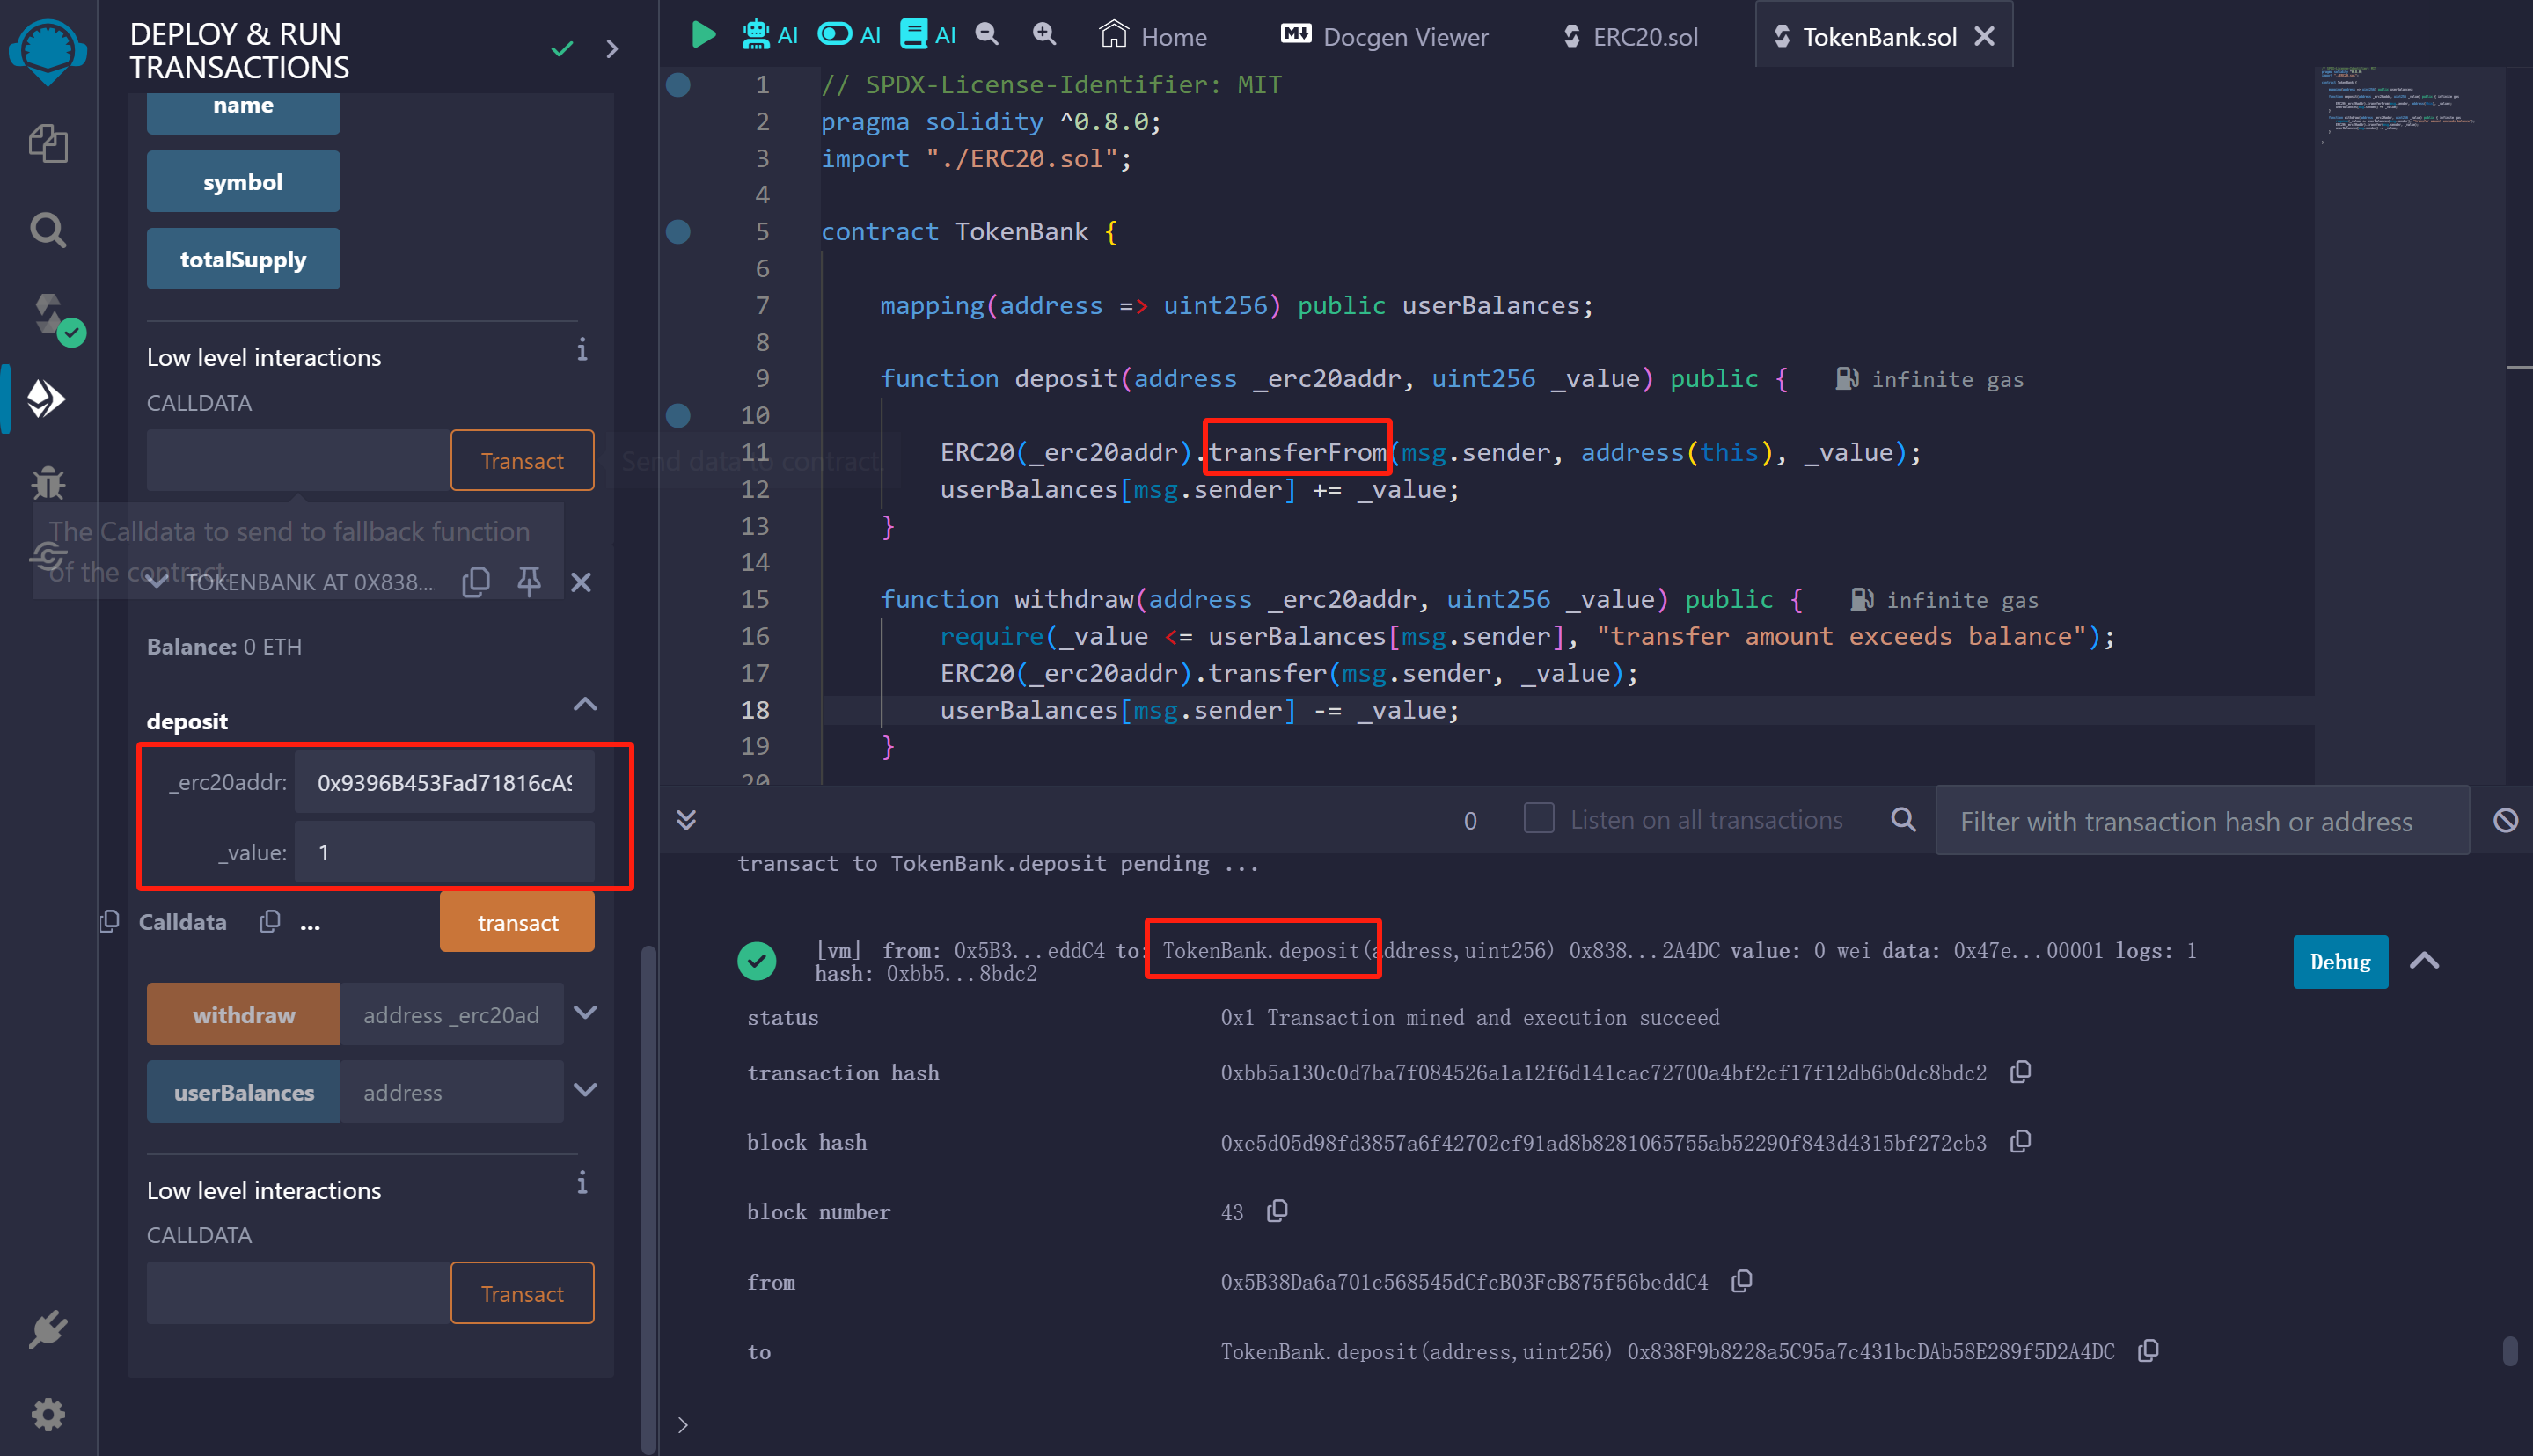 DEPLOY & RUN
TRANSACTIONS
name
symbol
totalSupply
Low level interactions
i
CALLDATA
Transact
Send data to contract.
The Calldata to send to fallback function
of the contract.
TOKENBANK AT 0X838...
Balance: 0 ETH
deposit
_erc20addr: 0x9396B453Fad71816cA9
_value: 1
Calldata ... transact
withdraw address _erc20ad
userBalances address
Low level interactions
i
CALLDATA
Transact
AI AI AI Home Docgen Viewer ERC20.sol TokenBank.sol
1 // SPDX-License-Identifier: MIT
2 pragma solidity ^0.8.0;
3 import "./ERC20.sol";
4
5 contract TokenBank {
6
7 mapping(address => uint256) public userBalances;
8
9 function deposit(address _erc20addr, uint256 _value) public { infinite gas
10
11 ERC20(_erc20addr).transferFrom(msg.sender, address(this), _value);
12 userBalances[msg.sender] += _value;
13 }
14
15 function withdraw(address _erc20addr, uint256 _value) public { infinite gas
16 require(_value <= userBalances[msg.sender], "transfer amount exceeds balance");
17 ERC20(_erc20addr).transfer(msg.sender, _value);
18 userBalances[msg.sender] -= _value;
19 }
20
0 Listen on all transactions Filter with transaction hash or address
transact to TokenBank.deposit pending ...
[vm] from: 0x5B3...eddC4 to: TokenBank.deposit(address,uint256) 0x838...2A4DC value: 0 wei data: 0x47e...00001 logs: 1
hash: 0xbb5...8bdc2
Debug
status 0x1 Transaction mined and execution succeed
transaction hash 0xbb5a130c0d7ba7f084526a1a12f6d141cac72700a4bf2cf17f12db6b0dc8bdc2
block hash 0xe5d05d98fd3857a6f42702cf91ad8b8281065755ab52290f843d4315bf272cb3
block number 43
from 0x5B38Da6a701c568545dCfcB03FcB875f56beddC4
to TokenBank.deposit(address,uint256) 0x838F9b8228a5C95a7c431bcDAb58E289f5D2A4DC
>